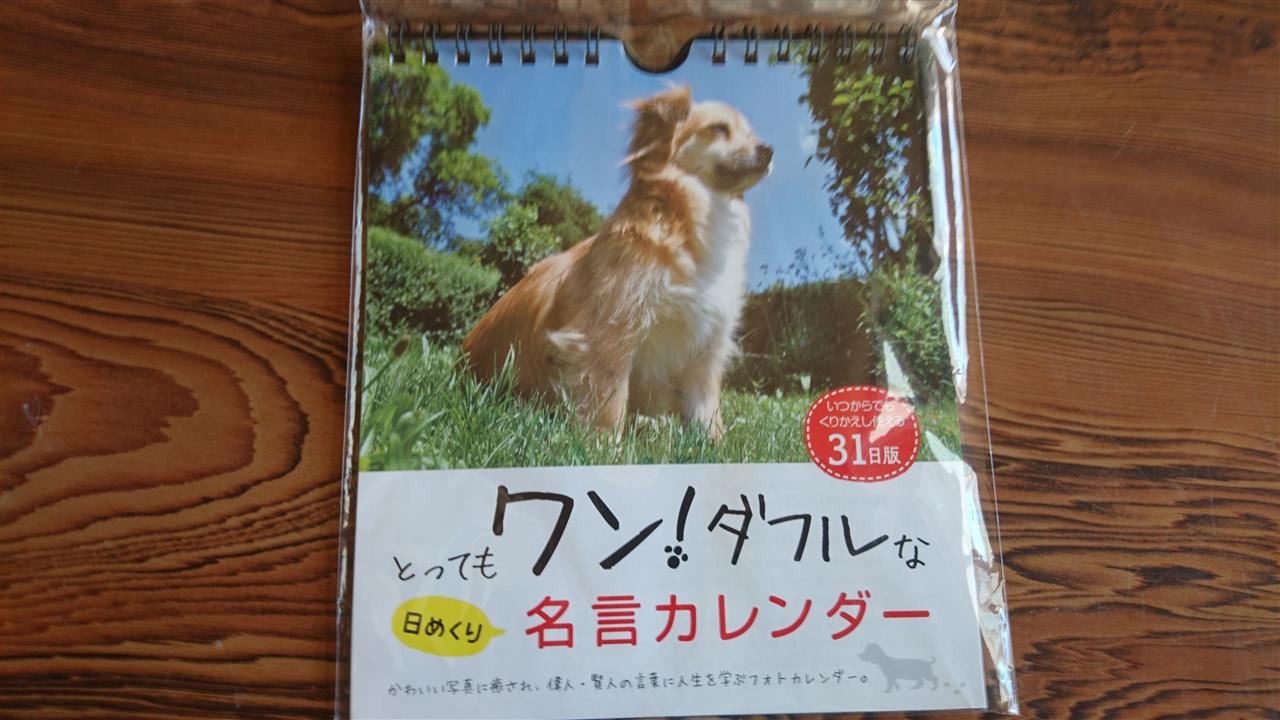 いつからでも
くりかえし使える
31日版
とってもワン!ダフルな
日めくり 名言カレンダー
かわいい写真に癒され、偉人・賢人の言葉に人生を学ぶフォトカレンダー。